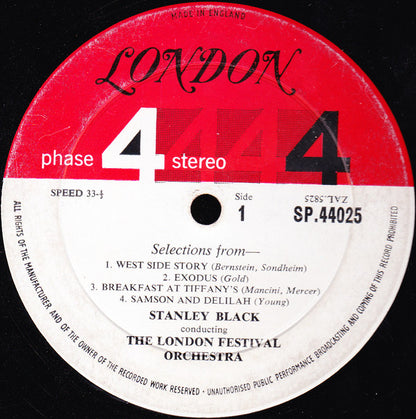 MADE IN ENGLAND
LONDON
phase 4 stereo 4 4 4
SPEED 33-⅓
Side
1
ZAL.5825
SP.44025
Selections from—
1. WEST SIDE STORY (Bernstein, Sondheim)
2. EXODUS (Gold)
3. BREAKFAST AT TIFFANY'S (Mancini, Mercer)
4. SAMSON AND DELILAH (Young)
STANLEY BLACK
conducting
THE LONDON FESTIVAL
ORCHESTRA
ALL RIGHTS OF THE MANUFACTURER AND OF THE OWNER OF THE RECORDED WORK RESERVED • UNAUTHORISED PUBLIC PERFORMANCE BROADCASTING AND COPYING OF THIS RECORD PROHIBITED